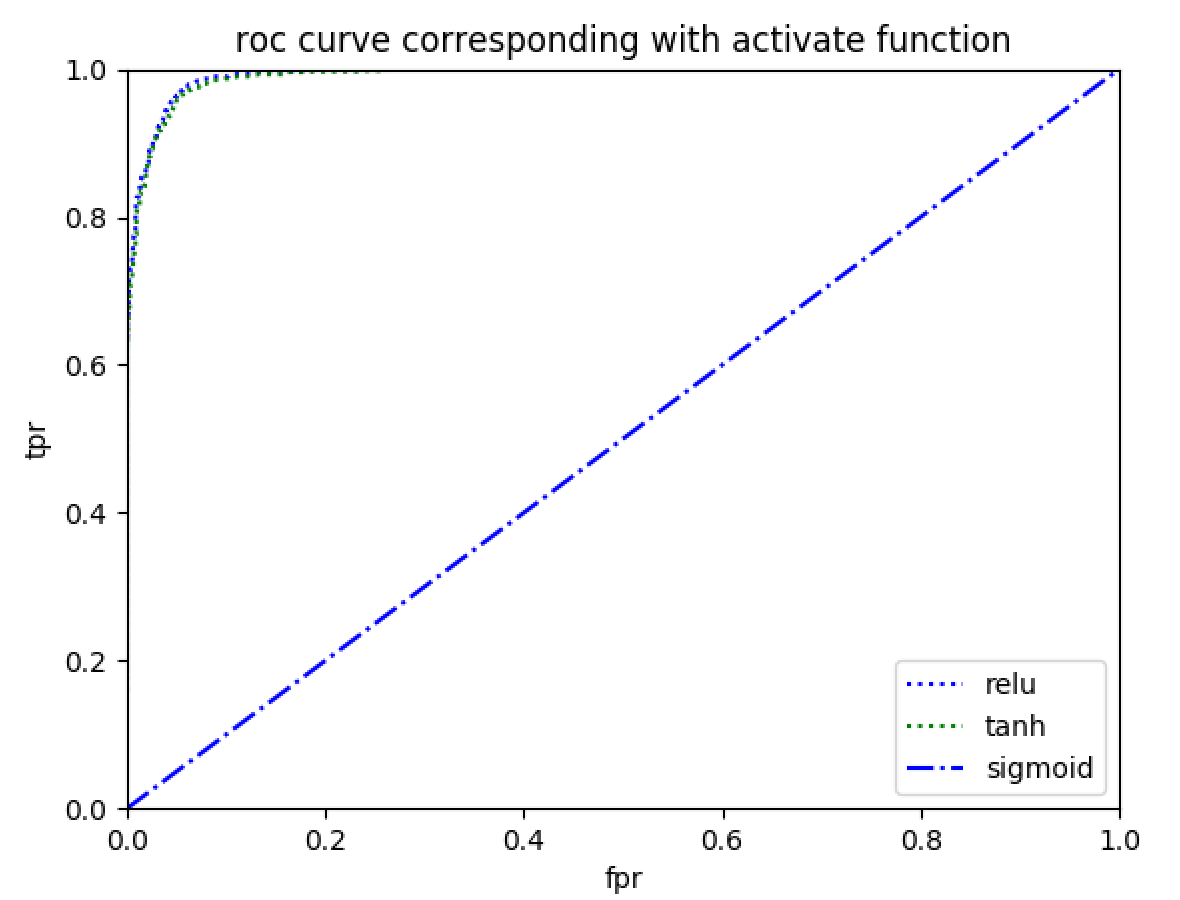 roc curve corresponding with activate function
1.0
0.8
0.6
0.4
0.2
0.0
tpr
relu
tanh
sigmoid
0.0 0.2 0.4 0.6 0.8 1.0
fpr